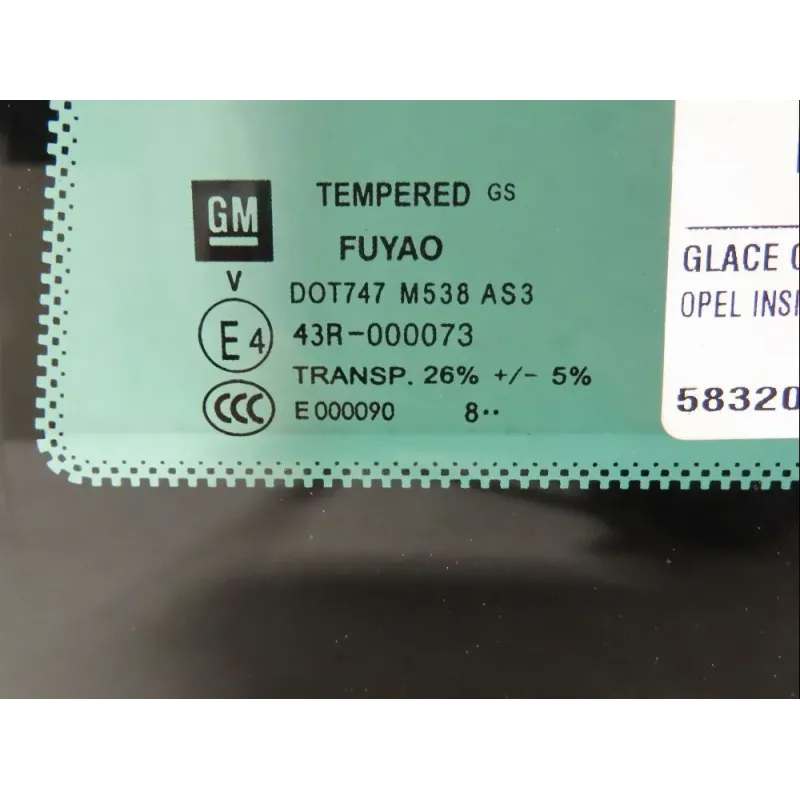 GM
TEMPERED GS
FUYAO
V
DOT747 M538 AS3
E4
43R-000073
TRANSP. 26% +/- 5%
CCC
E000090 8••
GLACE
OPEL
58320